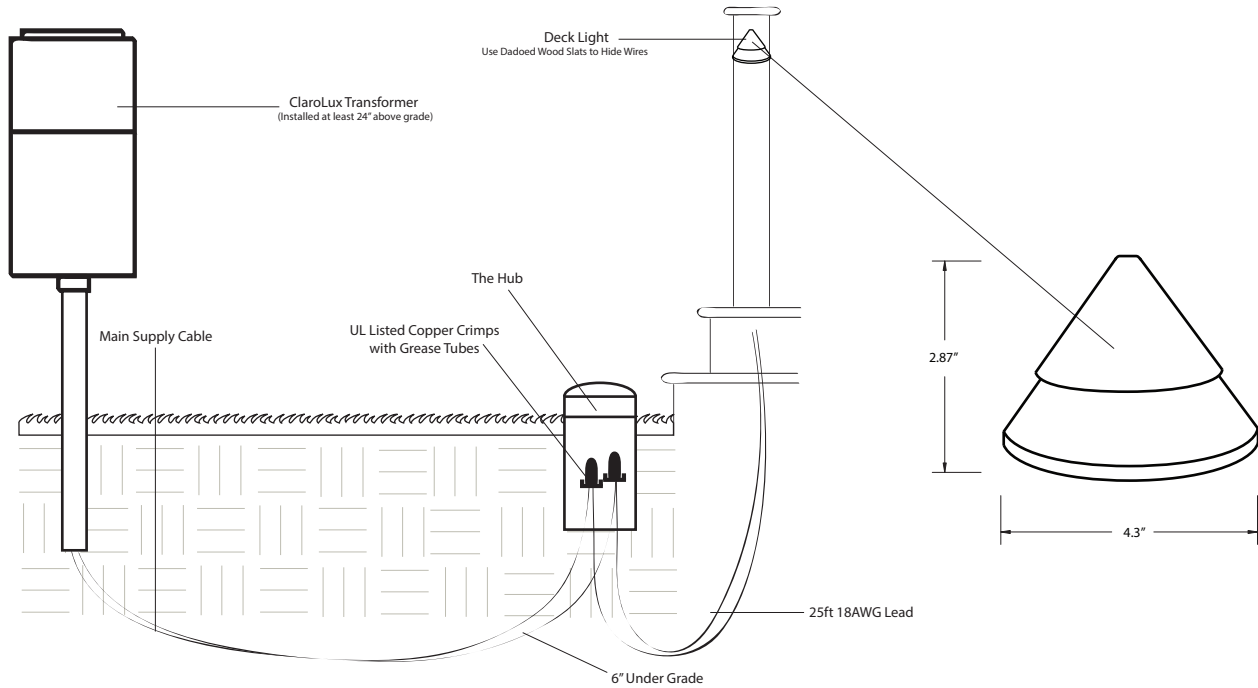 Deck Light
Use Dadoed Wood Slats to Hide Wires
ClaroLux Transformer
(Installed at least 24" above grade)
The Hub
Main Supply Cable
UL Listed Copper Crimps
with Grease Tubes
2.87"
4.3"
25ft 18AWG Lead
6" Under Grade